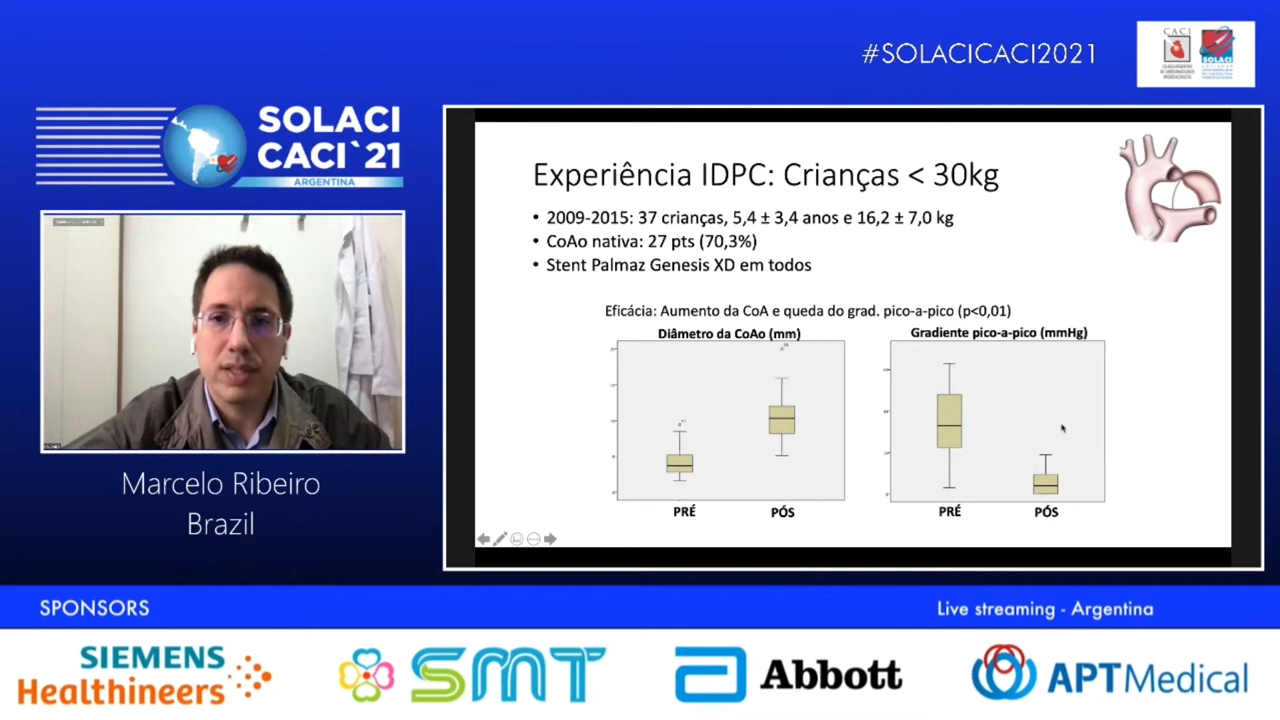 #SOLACICACI2021
CACI
SOLACI
SOLACI
CACI`21
ARGENTINA
Experiência IDPC: Crianças < 30kg
• 2009-2015: 37 crianças, 5,4 ± 3,4 anos e 16,2 ± 7,0 kg
• CoAo nativa: 27 pts (70,3%)
• Stent Palmaz Genesis XD em todos
Eficácia: Aumento da CoA e queda do grad. pico-a-pico (p<0,01)
Diâmetro da CoAo (mm)
Gradiente pico-a-pico (mmHg)
PRÉ
PÓS
PRÉ
PÓS
Marcelo Ribeiro
Brazil
SPONSORS
Live streaming - Argentina
SIEMENS
Healthineers
SMT
Abbott
APTMedical